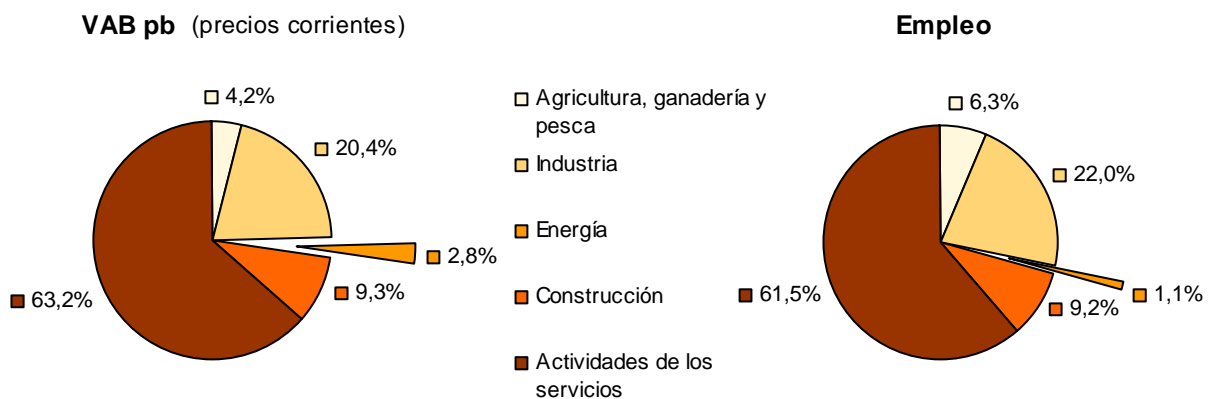 VAB pb (precios corrientes)
4,2%
20,4%
2,8%
9,3%
63,2%
Agricultura, ganadería y
pesca
Industria
Energía
Construcción
Actividades de los
servicios
Empleo
6,3%
22,0%
1,1%
9,2%
61,5%